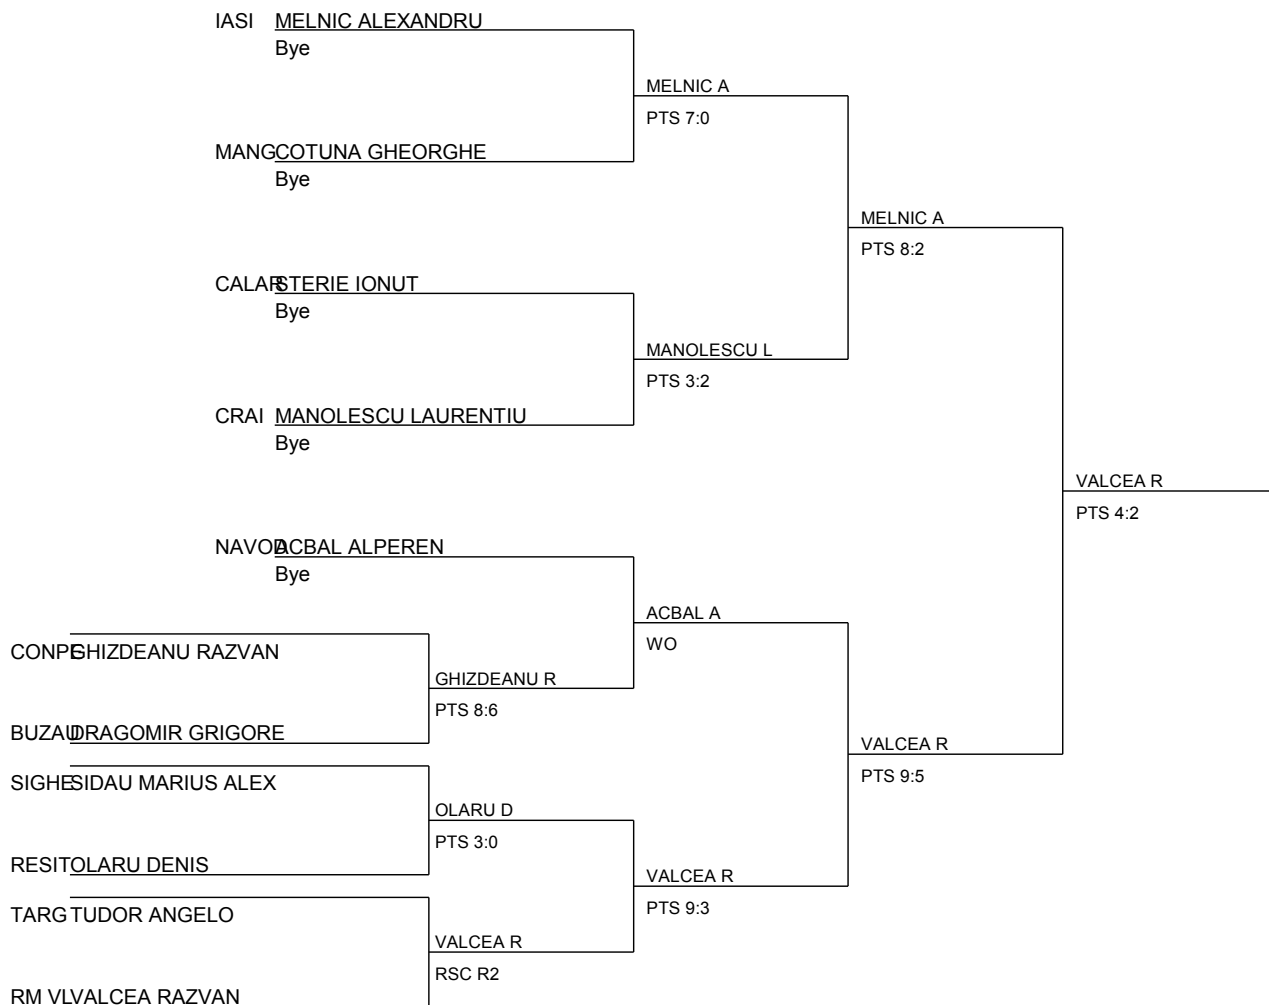 IASI MELNIC ALEXANDRU
Bye
MELNIC A
PTS 7:0
MANG COTUNA GHEORGHE
Bye
MELNIC A
PTS 8:2
CALAR STERIE IONUT
Bye
MANOLESCU L
PTS 3:2
CRAI MANOLESCU LAURENTIU
Bye
VALCEA R
PTS 4:2
NAVOD ACBAL ALPEREN
Bye
ACBAL A
WO
CONPE GHIZDEANU RAZVAN
GHIZDEANU R
PTS 8:6
BUZAU DRAGOMIR GRIGORE
VALCEA R
PTS 9:5
SIGHE SIDAU MARIUS ALEX
OLARU D
PTS 3:0
RESIT OLARU DENIS
VALCEA R
PTS 9:3
TARG TUDOR ANGELO
VALCEA R
RSC R2
RM VL VALCEA RAZVAN